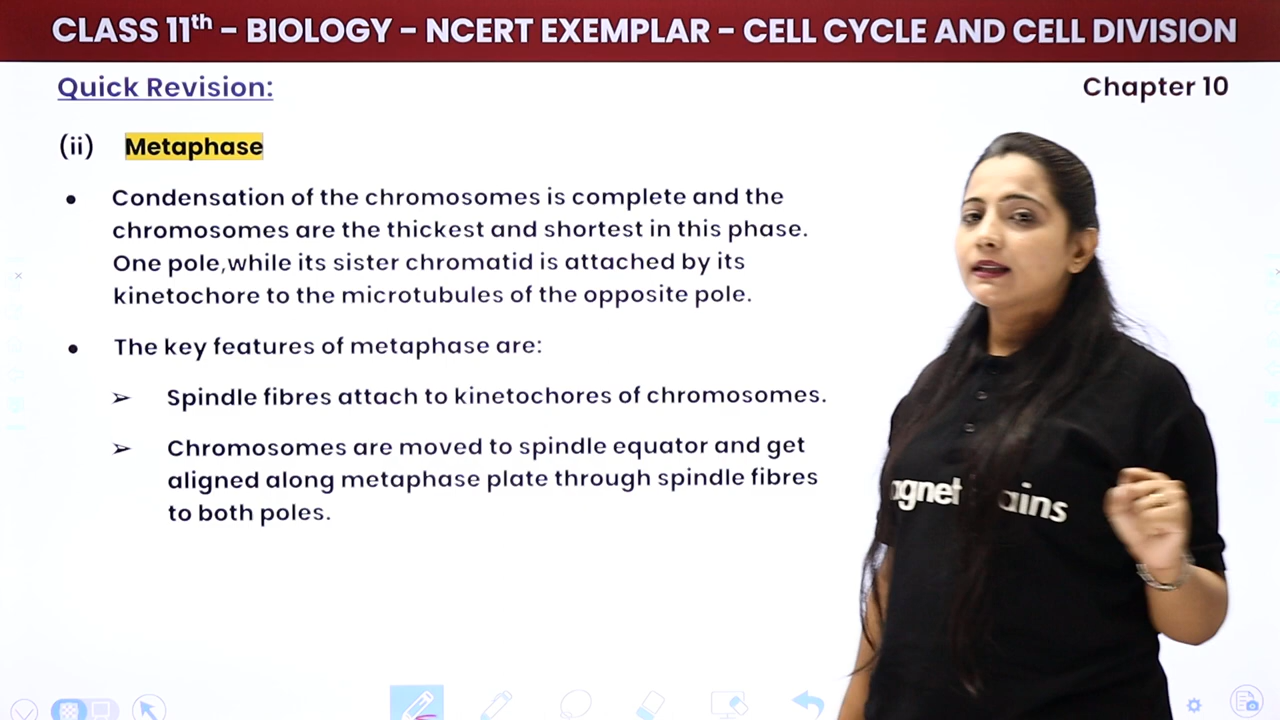 CLASS 11th – BIOLOGY – NCERT EXEMPLAR – CELL CYCLE AND CELL DIVISION
Quick Revision:
Chapter 10
(ii) Metaphase
• Condensation of the chromosomes is complete and the
chromosomes are the thickest and shortest in this phase.
One pole,while its sister chromatid is attached by its
kinetochore to the microtubules of the opposite pole.
• The key features of metaphase are:
➢ Spindle fibres attach to kinetochores of chromosomes.
➢ Chromosomes are moved to spindle equator and get
aligned along metaphase plate through spindle fibres
to both poles.
agnet ains